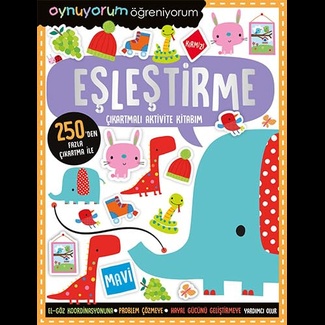 oynuyorum öğreniyorum
KIRMIZI
EŞLEŞTİRME
ÇIKARTMALI AKTİVİTE KİTABIM
250'DEN
FAZLA
ÇIKARTMA İLE
MAVİ
EL-GÖZ KOORDİNASYONUNA • PROBLEM ÇÖZMEYE • HAYAL GÜCÜNÜ GELİŞTİRMEYE YARDIMCI OLUR